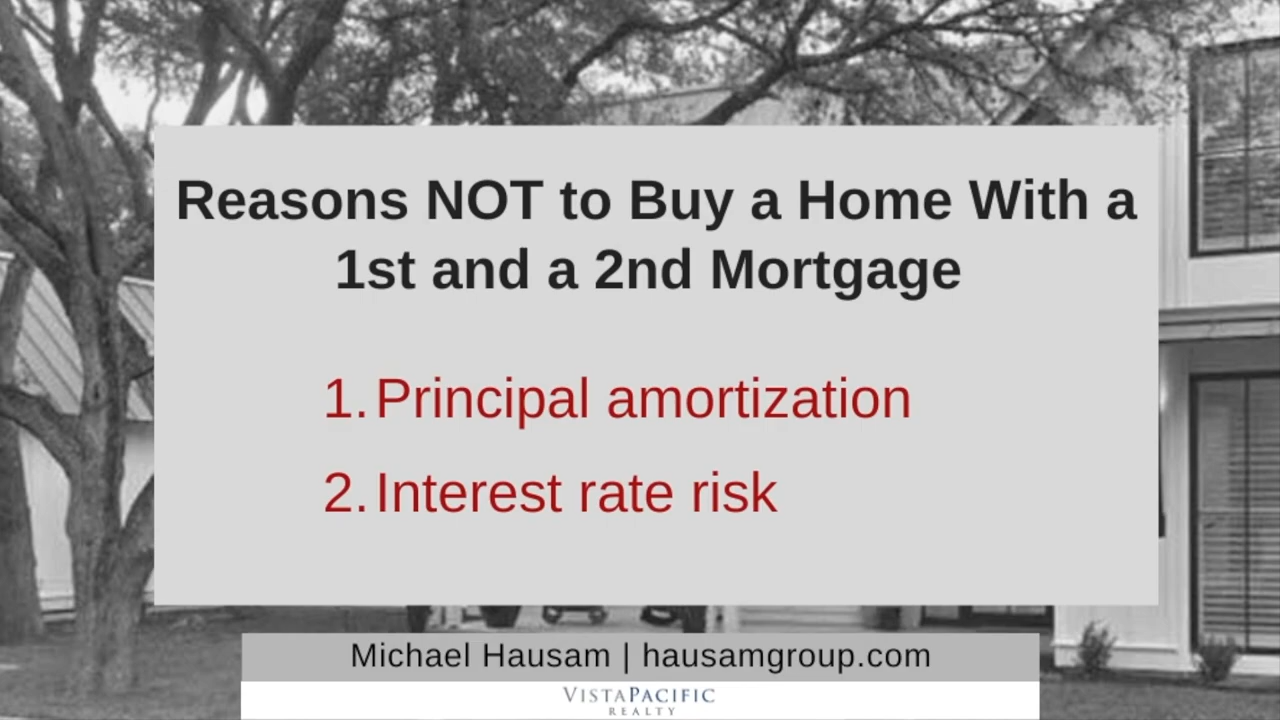 Reasons NOT to Buy a Home With a
1st and a 2nd Mortgage
1. Principal amortization
2. Interest rate risk
Michael Hausam | hausamgroup.com
VISTAPACIFIC
REALTY